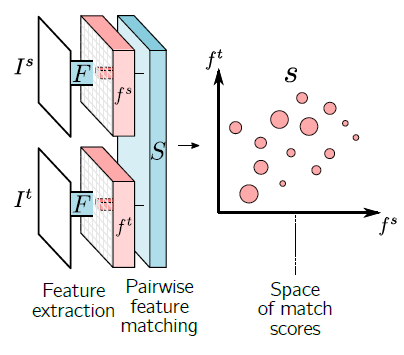 I^s
F
f^s
I^t
F
f^t
S
f^t
s
f^s
Feature
extraction
Pairwise
feature
matching
Space
of match
scores